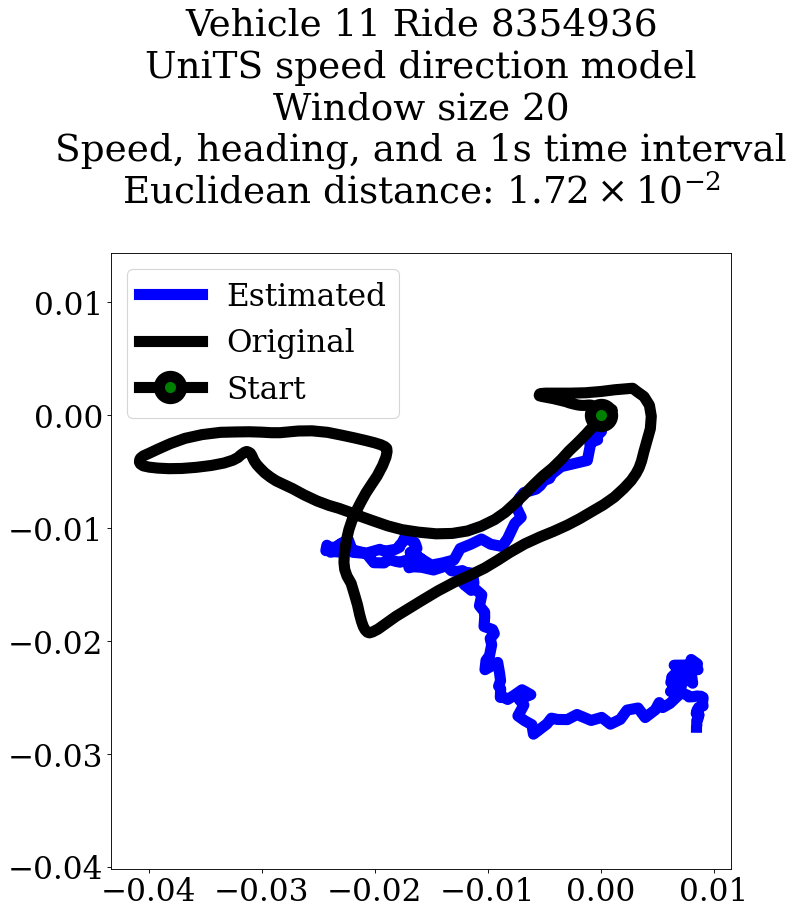 Vehicle 11 Ride 8354936
UniTS speed direction model
Window size 20
Speed, heading, and a 1s time interval
Euclidean distance: $1.72 \times 10^{-2}$
Estimated
Original
Start
0.01
0.00
−0.01
−0.02
−0.03
−0.04
−0.04 −0.03 −0.02 −0.01 0.00 0.01